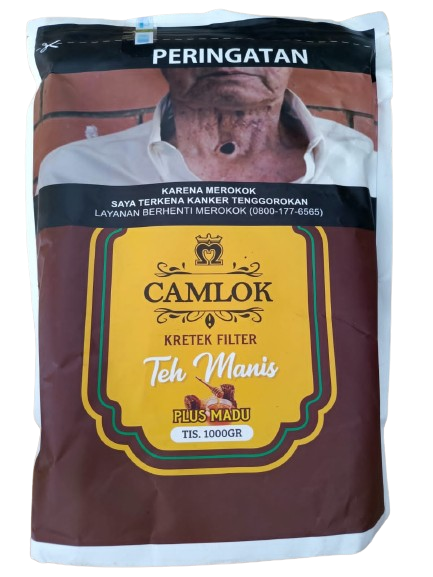 PERINGATAN
KARENA MEROKOK
SAYA TERKENA KANKER TENGGOROKAN
LAYANAN BERHENTI MEROKOK (0800-177-6565)
CAMLOK
KRETEK FILTER
Teh Manis
PLUS MADU
TIS. 1000GR